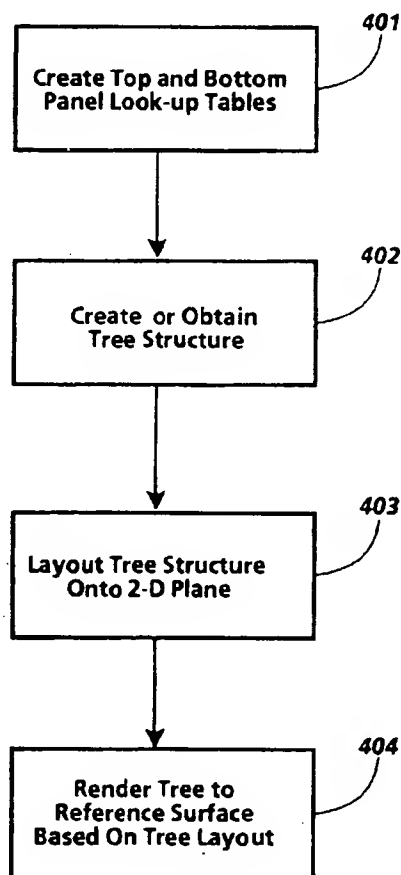 401
Create Top and Bottom
Panel Look-up Tables
402
Create or Obtain
Tree Structure
403
Layout Tree Structure
Onto 2-D Plane
404
Render Tree to
Reference Surface
Based On Tree Layout